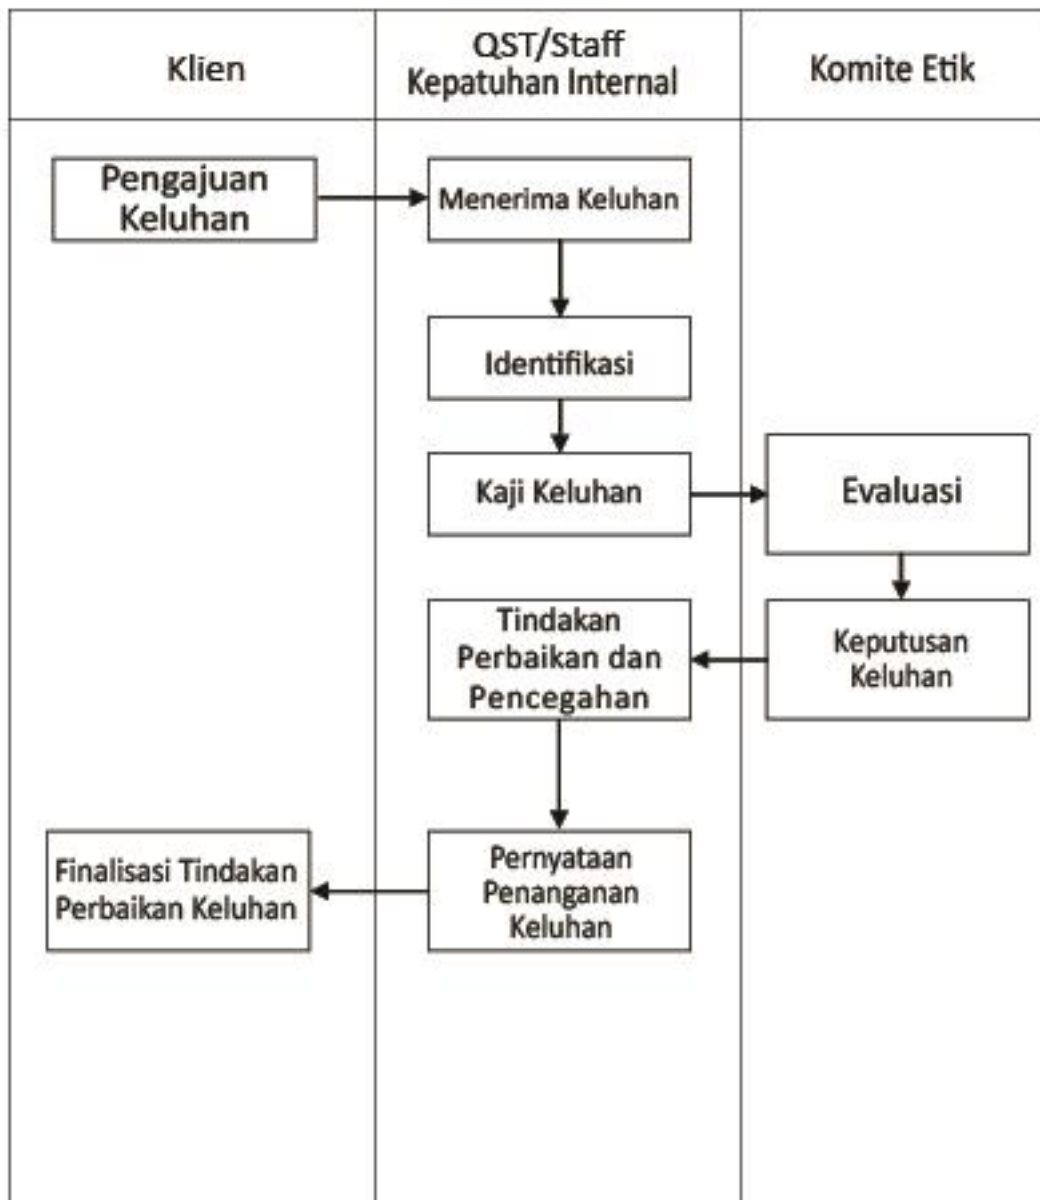 Klien
QST/Staff
Kepatuhan Internal
Komite Etik
Pengajuan
Keluhan
Menerima Keluhan
Identifikasi
Kaji Keluhan
Evaluasi
Keputusan
Keluhan
Tindakan
Perbaikan dan
Pencegahan
Pernyataan
Penanganan
Keluhan
Finalisasi Tindakan
Perbaikan Keluhan